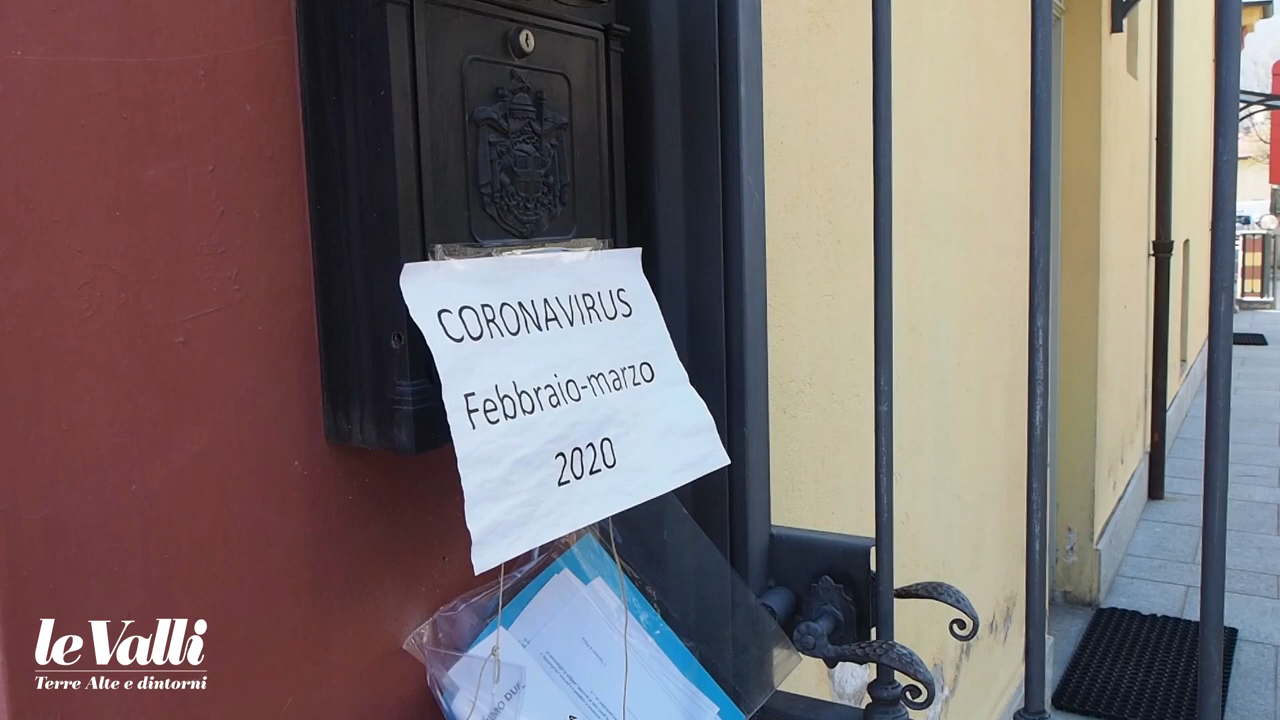 CORONAVIRUS
Febbraio-marzo
2020
le Valli
Terre Alte e dintorni